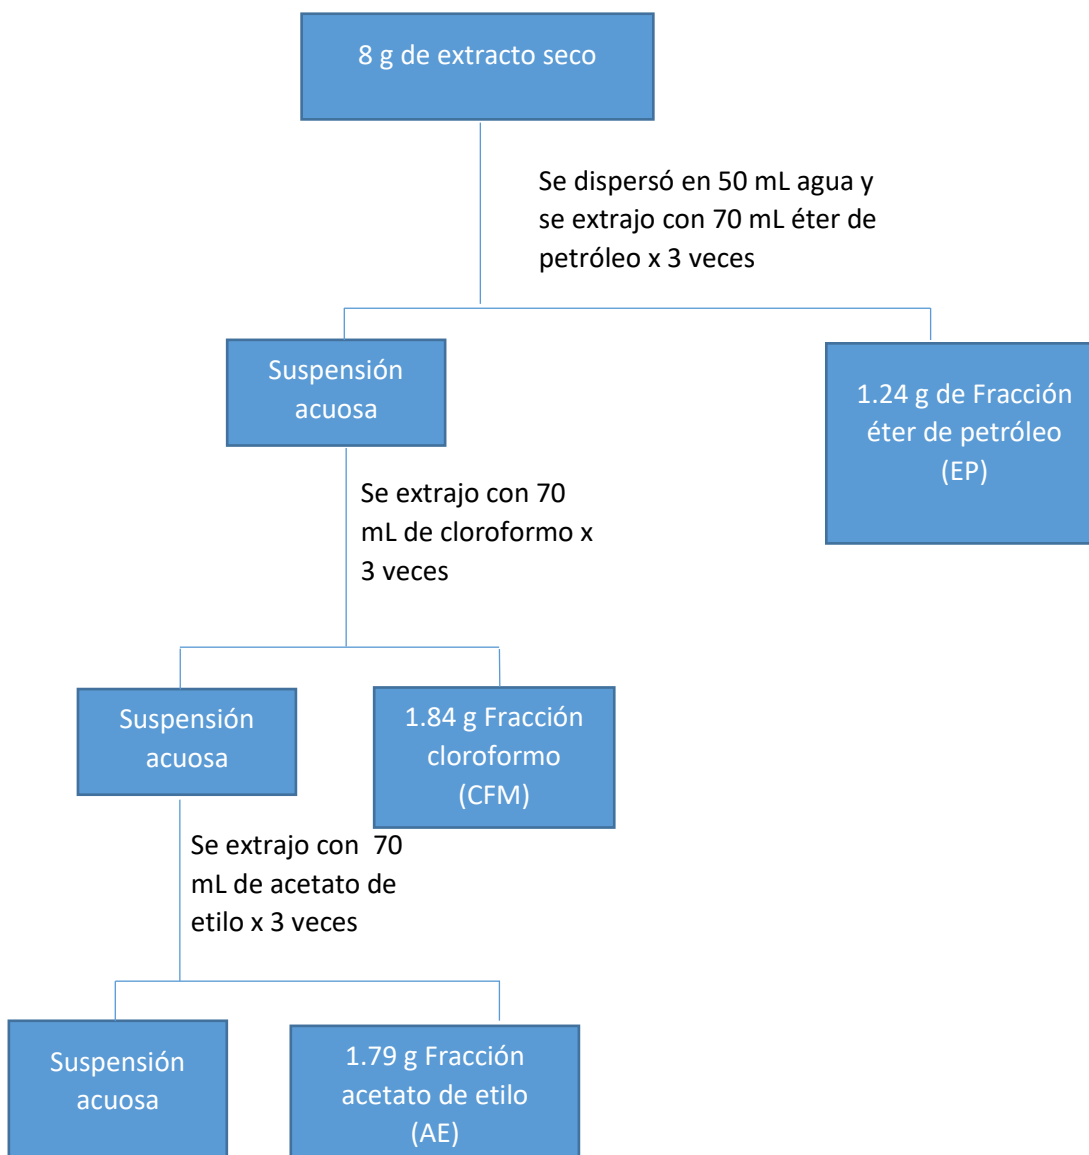 8 g de extracto seco
Se dispersó en 50 mL agua y
se extrajo con 70 mL éter de
petróleo x 3 veces
Suspensión
acuosa
1.24 g de Fracción
éter de petróleo
(EP)
Se extrajo con 70
mL de cloroformo x
3 veces
Suspensión
acuosa
1.84 g Fracción
cloroformo
(CFM)
Se extrajo con  70
mL de acetato de
etilo x 3 veces
Suspensión
acuosa
1.79 g Fracción
acetato de etilo
(AE)